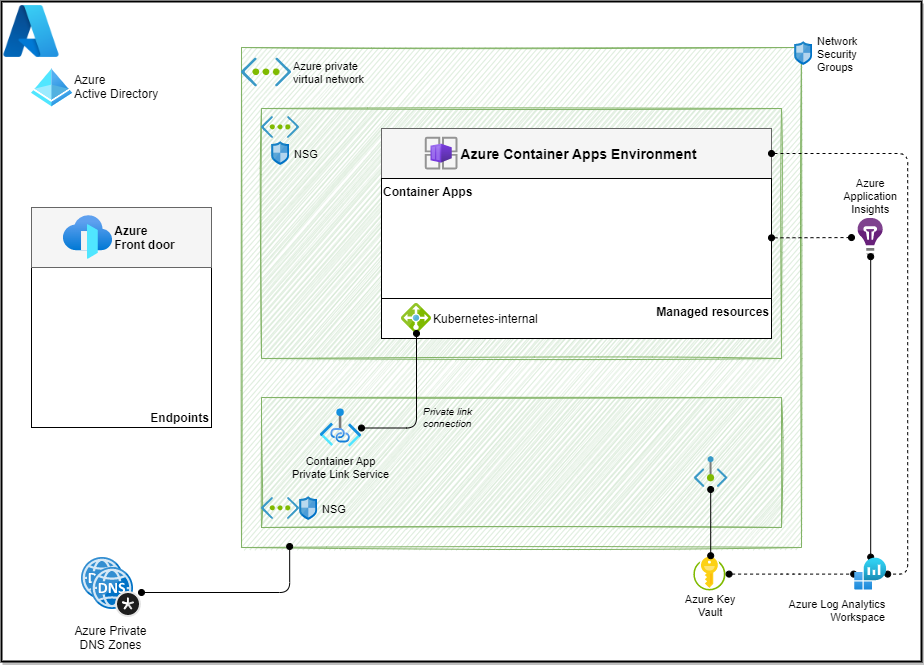 Azure
Active Directory
Azure private
virtual network
Network
Security
Groups
NSG
Azure Container Apps Environment
Container Apps
Azure
Application
Insights
Azure
Front door
Endpoints
Kubernetes-internal
Managed resources
Private link
connection
Container App
Private Link Service
NSG
DNS
Azure Private
DNS Zones
Azure Key
Vault
Azure Log Analytics
Workspace